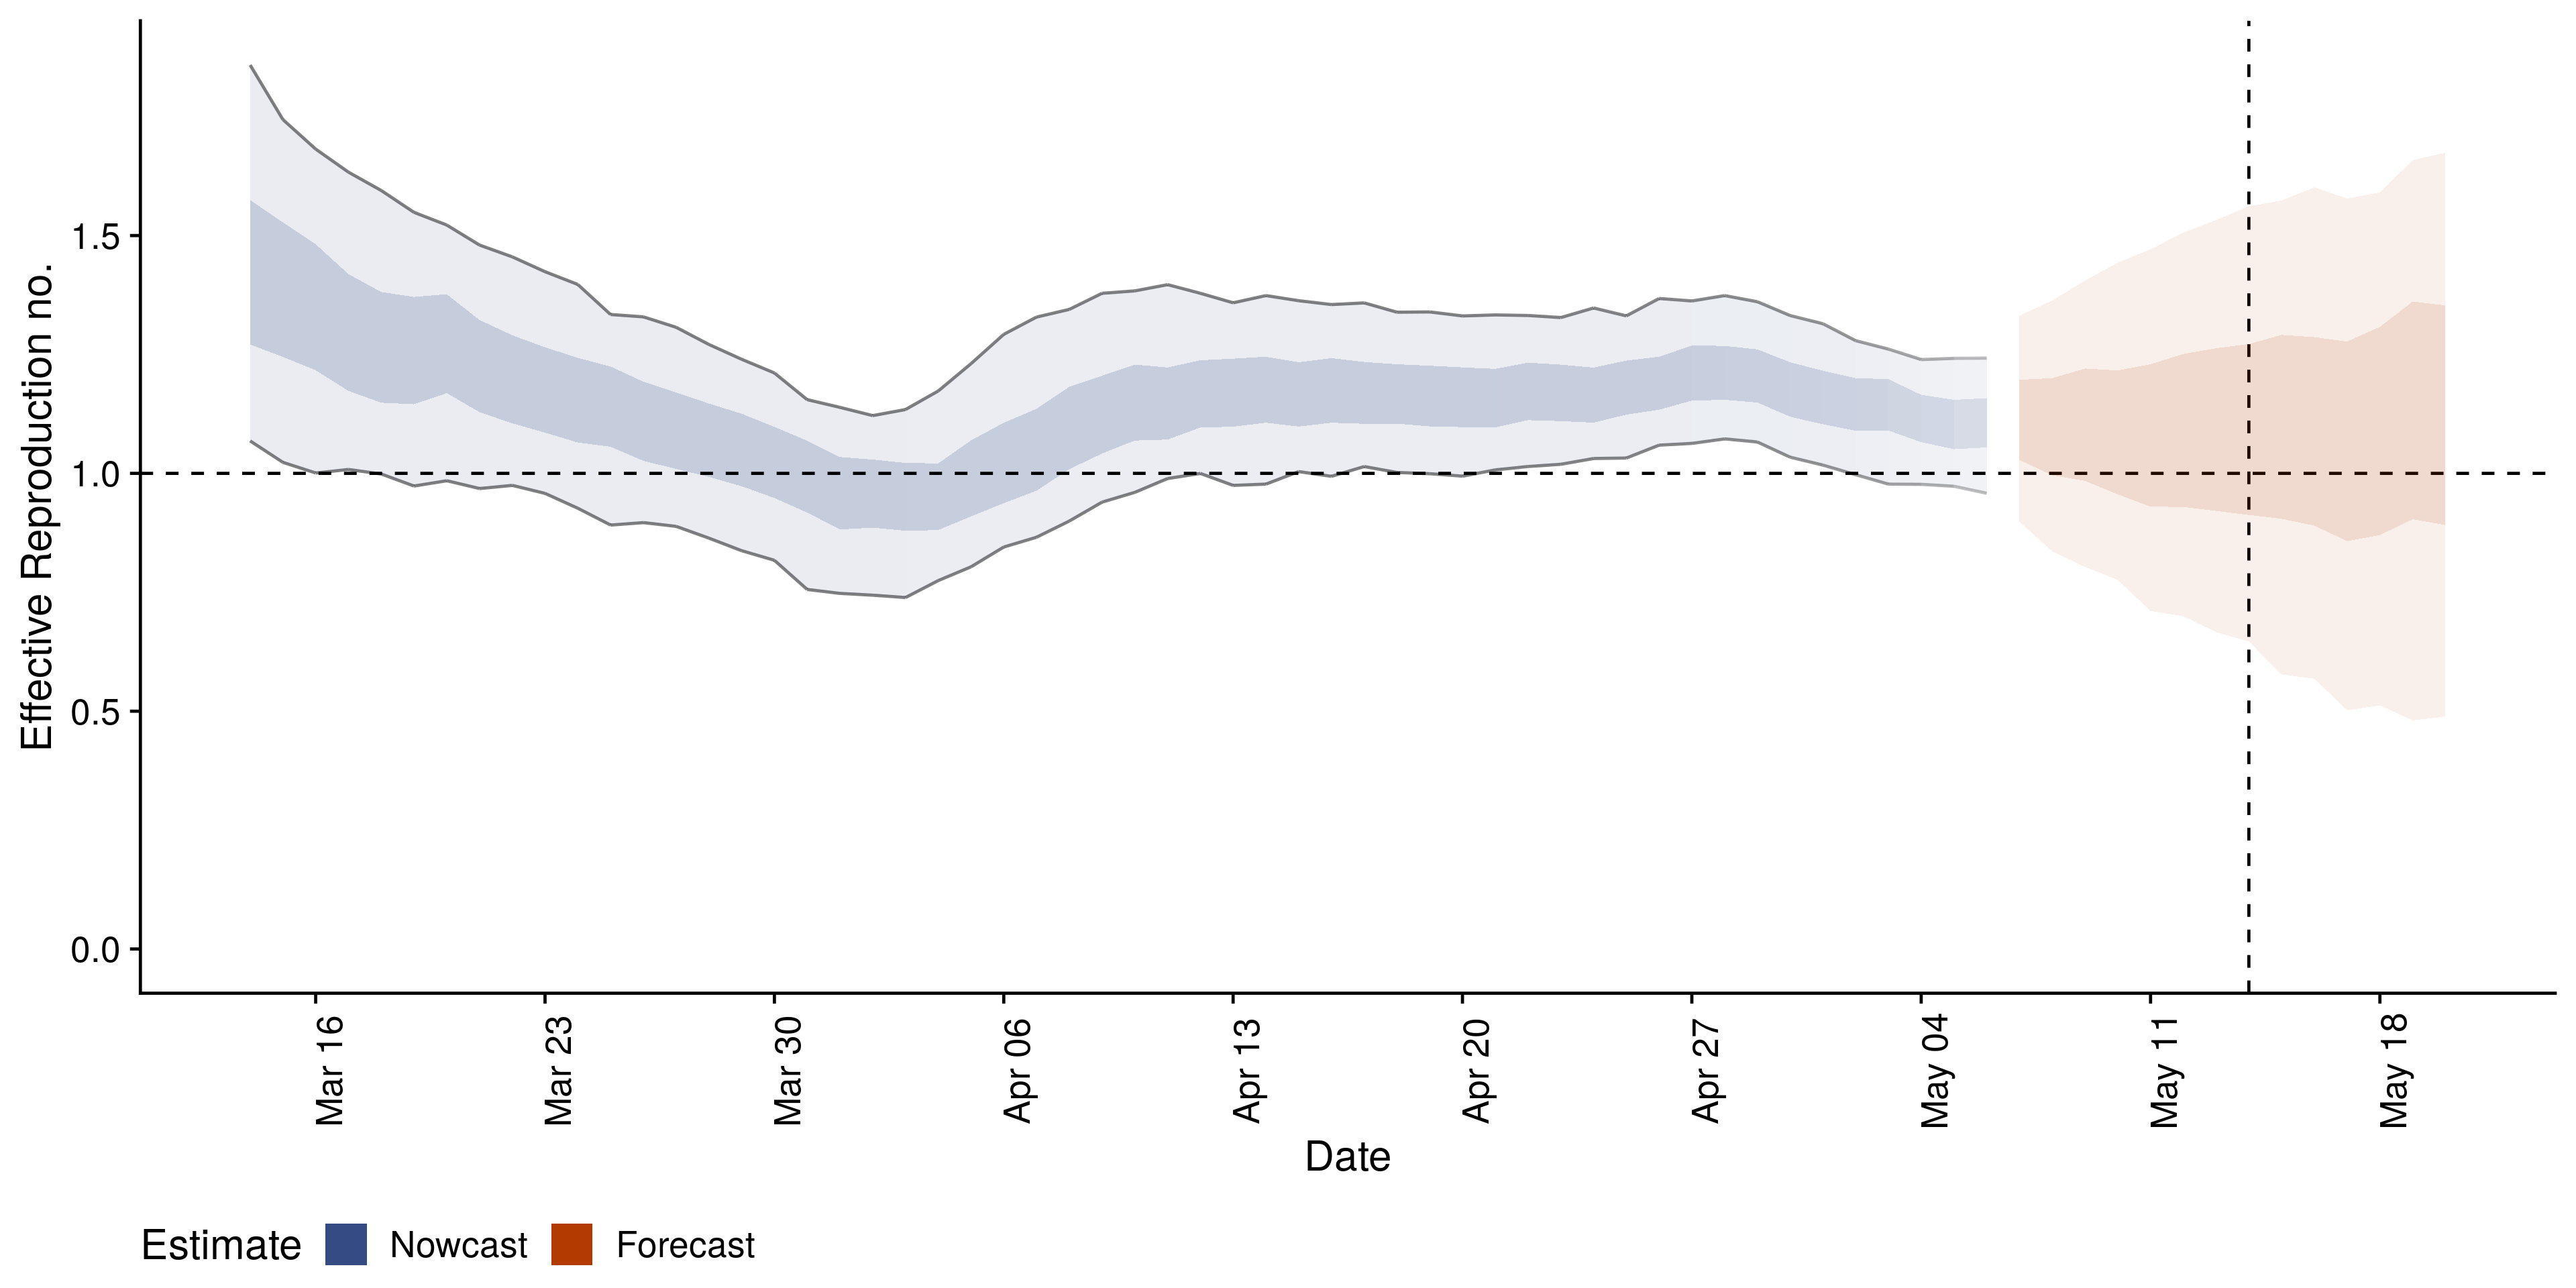 Effective Reproduction no.
1.5
1.0
0.5
0.0
Mar 16
Mar 23
Mar 30
Apr 06
Apr 13
Apr 20
Apr 27
May 04
May 11
May 18
Date
Estimate Nowcast Forecast